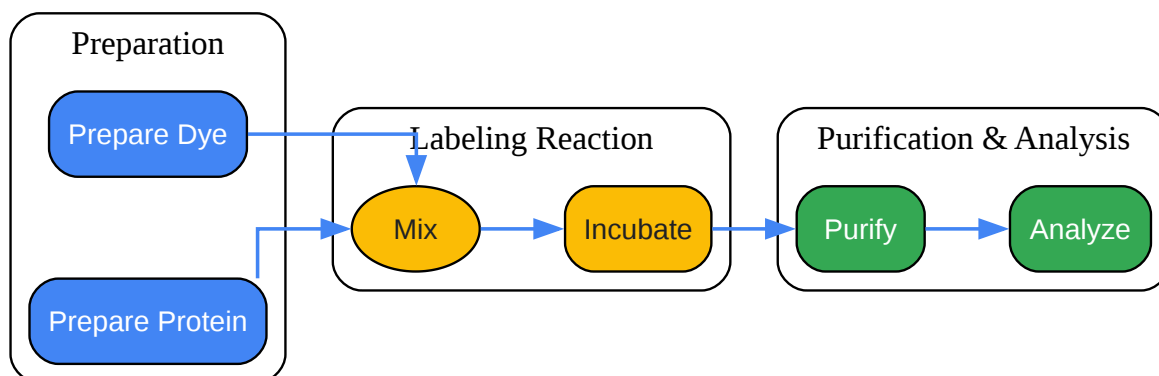 Preparation
Prepare Dye
Prepare Protein
Labeling Reaction
Mix
Incubate
Purification & Analysis
Purify
Analyze